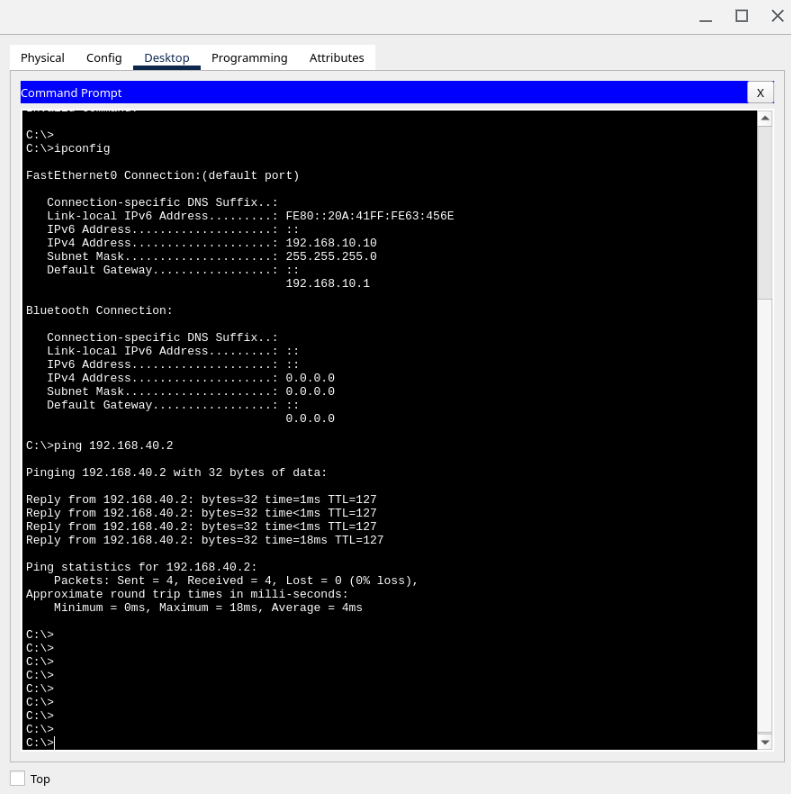 Physical Config Desktop Programming Attributes
Command Prompt X
C:\>
C:\>ipconfig
FastEthernet0 Connection:(default port)
Connection-specific DNS Suffix..:
Link-local IPv6 Address.........: FE80::20A:41FF:FE63:456E
IPv6 Address....................: ::
IPv4 Address....................: 192.168.10.10
Subnet Mask.....................: 255.255.255.0
Default Gateway.................: ::
192.168.10.1
Bluetooth Connection:
Connection-specific DNS Suffix..:
Link-local IPv6 Address.........: ::
IPv6 Address....................: ::
IPv4 Address....................: 0.0.0.0
Subnet Mask.....................: 0.0.0.0
Default Gateway.................: ::
0.0.0.0
C:\>ping 192.168.40.2
Pinging 192.168.40.2 with 32 bytes of data:
Reply from 192.168.40.2: bytes=32 time=1ms TTL=127
Reply from 192.168.40.2: bytes=32 time<1ms TTL=127
Reply from 192.168.40.2: bytes=32 time<1ms TTL=127
Reply from 192.168.40.2: bytes=32 time=18ms TTL=127
Ping statistics for 192.168.40.2:
Packets: Sent = 4, Received = 4, Lost = 0 (0% loss),
Approximate round trip times in milli-seconds:
Minimum = 0ms, Maximum = 18ms, Average = 4ms
C:\>
C:\>
C:\>
C:\>
C:\>
C:\>
C:\>
C:\>
C:\>
Top